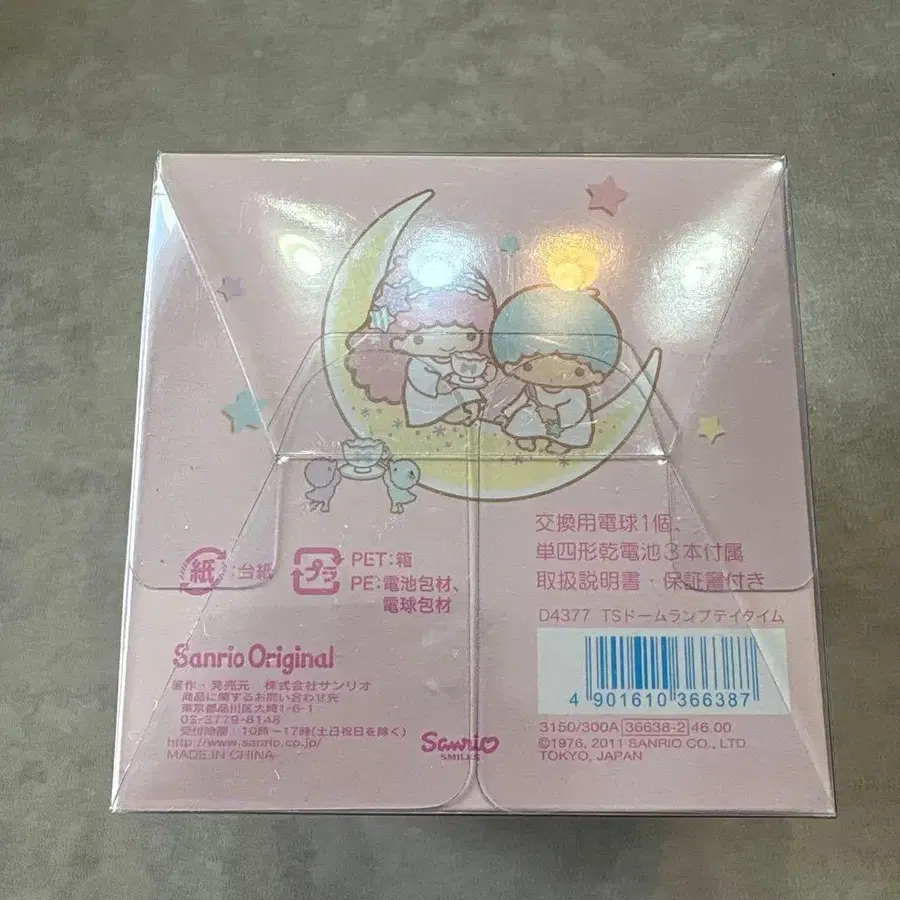 交換用電球1個、
単四形乾電池3本付属
取扱説明書・保証書付き
紙:台紙
プラ
PET:箱
PE:電池包材、
電球包材
D4377 TSドームランプテイタイム
4 901610 366387
Sanrio Original
著作・発売元 株式会社サンリオ
商品に関するお問い合わせ先
東京都品川区大崎1-6-1
03-3779-8148
受付時間:10時~17時(土日祝日を除く)
http://www.sanrio.co.jp/
MADE IN CHINA
Sanrio
SMILES
3150/300A 36638-2 46.00
©1976, 2011 SANRIO CO., LTD
TOKYO, JAPAN